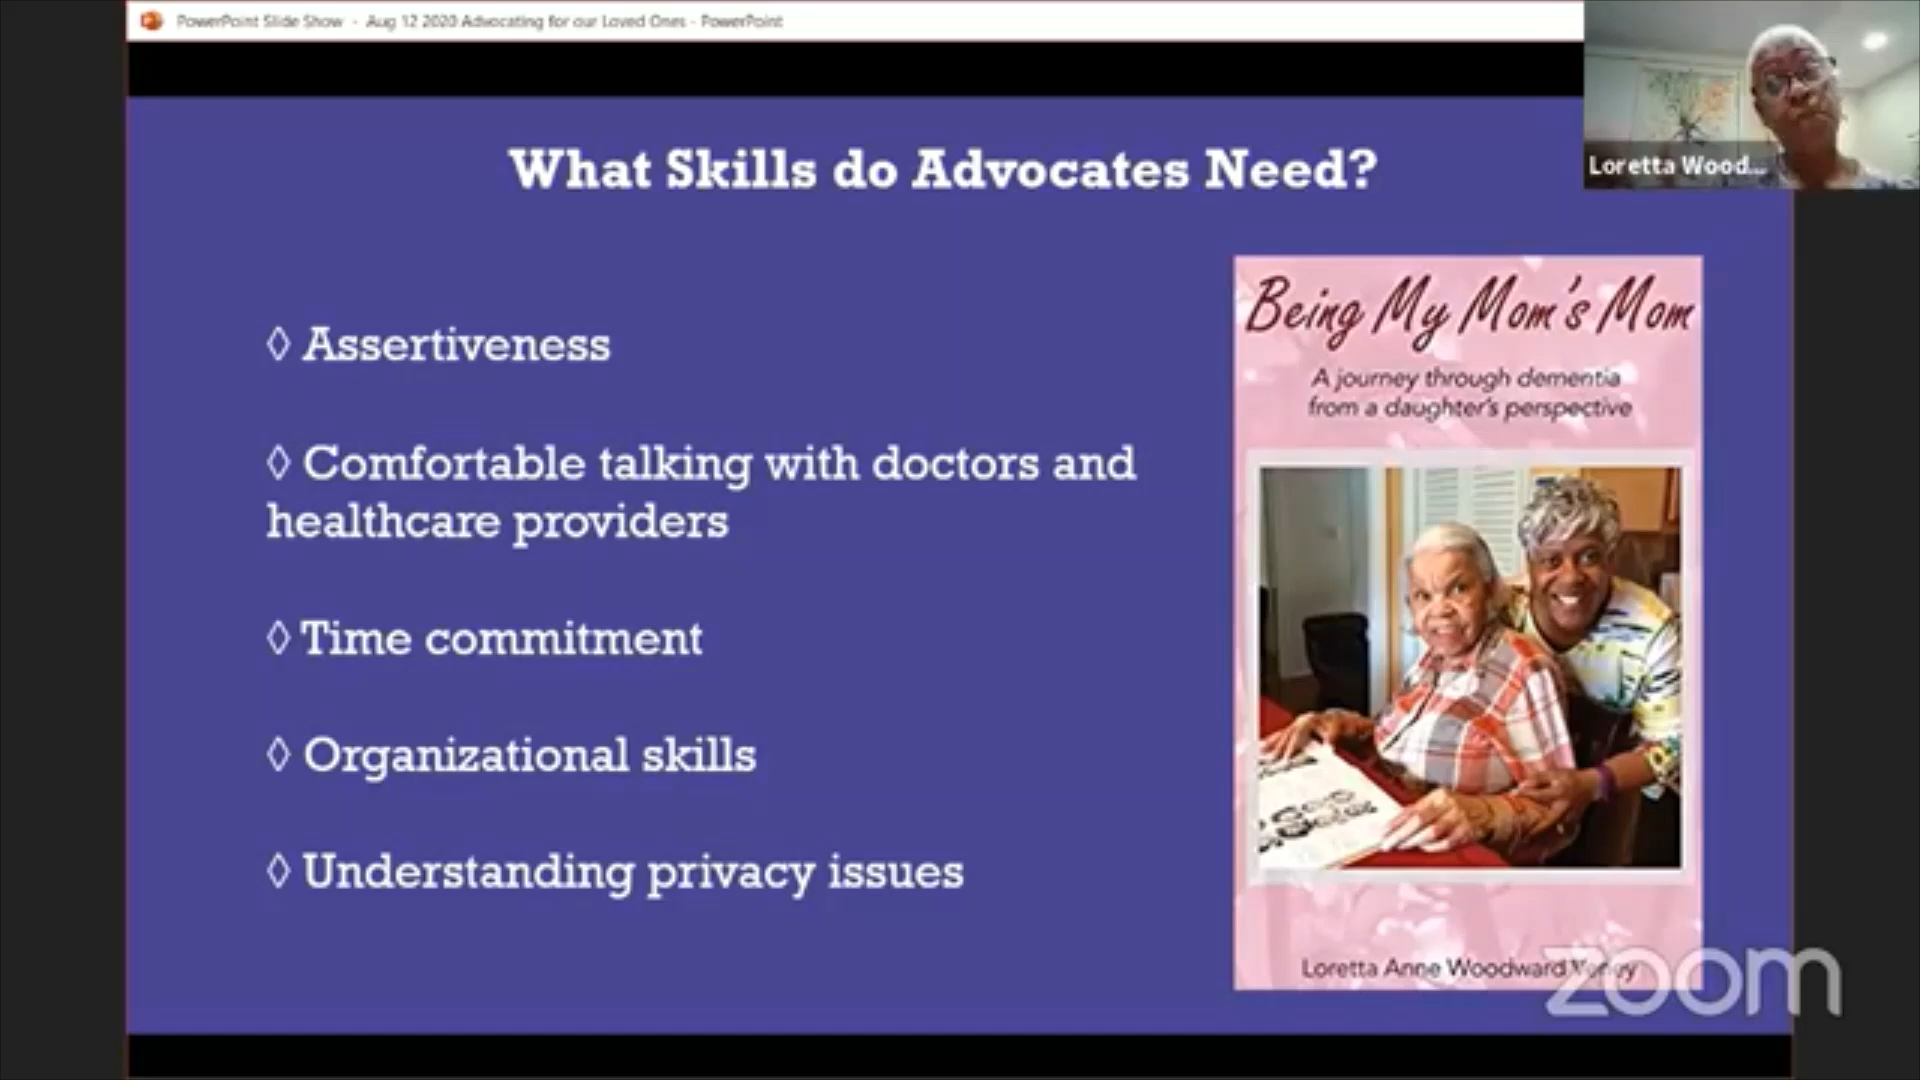 PowerPoint Slide Show - Aug 12 2020 Advocating for our Loved Ones - PowerPoint
Loretta Wood...
What Skills do Advocates Need?
◊ Assertiveness
◊ Comfortable talking with doctors and
healthcare providers
◊ Time commitment
◊ Organizational skills
◊ Understanding privacy issues
Being My Mom's Mom
A journey through dementia
from a daughter's perspective
Loretta Anne Woodward Veney
zoom